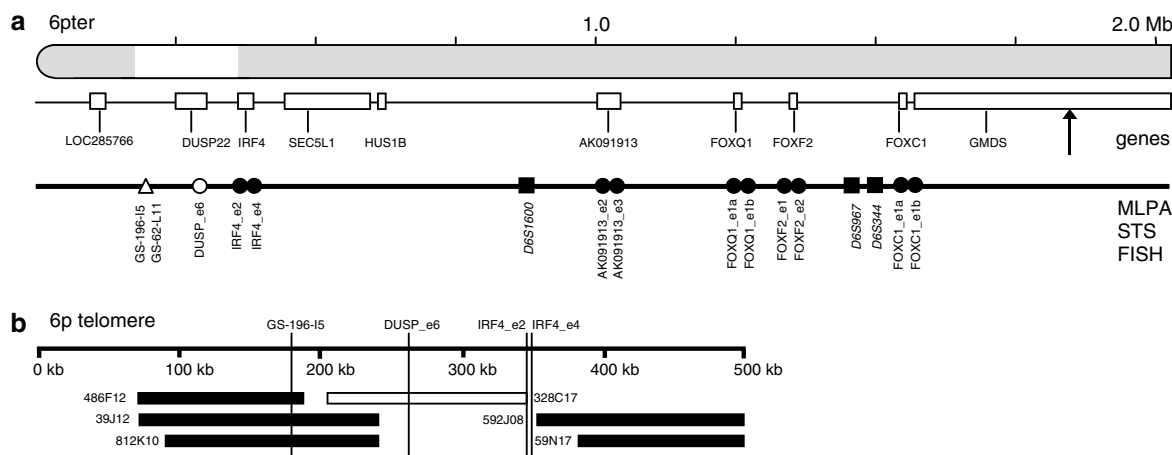 a 6pter 1.0 2.0 Mb
LOC285766 DUSP22 IRF4 SEC5L1 HUS1B AK091913 FOXQ1 FOXF2 FOXC1 GMDS genes
GS-196-I5
GS-62-L11
DUSP_e6
IRF4_e2
IRF4_e4
D6S1600
AK091913_e2
AK091913_e3
FOXQ1_e1a
FOXQ1_e1b
FOXF2_e1
FOXF2_e2
D6S967
D6S344
FOXC1_e1a
FOXC1_e1b
MLPA
STS
FISH
b 6p telomere GS-196-I5 DUSP_e6 IRF4_e2 IRF4_e4
0 kb 100 kb 200 kb 300 kb 400 kb 500 kb
486F12 328C17
39J12 592J08
812K10 59N17